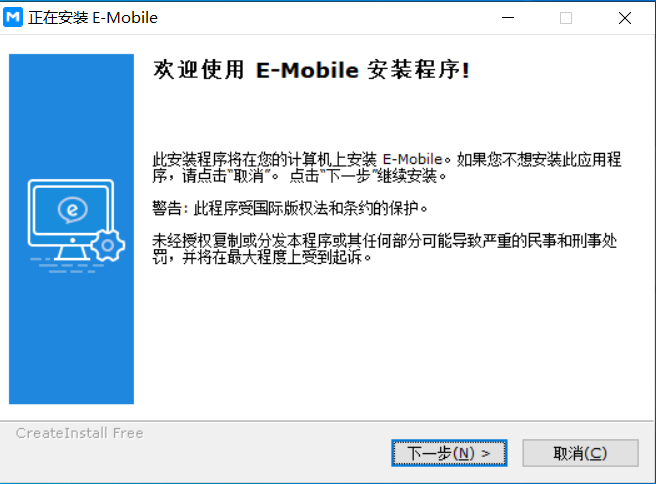 正在安装 E-Mobile
欢迎使用 E-Mobile 安装程序!
此安装程序将在您的计算机上安装 E-Mobile。如果您不想安装此应用程
序，请点击“取消”。 点击“下一步”继续安装。
警告: 此程序受国际版权法和条约的保护。
未经授权复制或分发本程序或其任何部分可能导致严重的民事和刑事处
罚，并将在最大程度上受到起诉。
CreateInstall Free
下一步(N) >
取消(C)